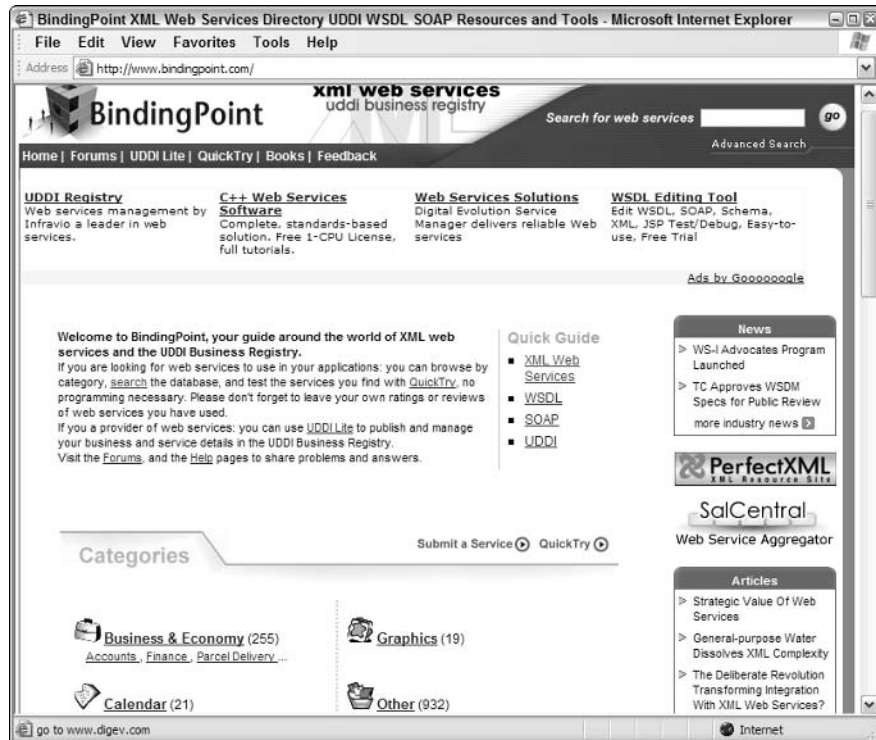 BindingPoint XML Web Services Directory UDDI WSDL SOAP Resources and Tools - Microsoft Internet Explorer
File Edit View Favorites Tools Help
Address http://www.bindingpoint.com/
BindingPoint
xml web services
uddi business registry
Search for web services go
Advanced Search
Home | Forums | UDDI Lite | QuickTry | Books | Feedback
UDDI Registry
Web services management by
Infravio a leader in web
services.
C++ Web Services
Software
Complete, standards-based
solution. Free 1-CPU License,
full tutorials.
Web Services Solutions
Digital Evolution Service
Manager delivers reliable Web
services
WSDL Editing Tool
Edit WSDL, SOAP, Schema,
XML, JSP Test/Debug, Easy-to-
use, Free Trial
Ads by Goooooogle
Welcome to BindingPoint, your guide around the world of XML web
services and the UDDI Business Registry.
If you are looking for web services to use in your applications: you can browse by
category, search the database, and test the services you find with QuickTry, no
programming necessary. Please don't forget to leave your own ratings or reviews
of web services you have used.
If you a provider of web services: you can use UDDI Lite to publish and manage
your business and service details in the UDDI Business Registry.
Visit the Forums, and the Help pages to share problems and answers.
Quick Guide
XML Web
Services
WSDL
SOAP
UDDI
News
WS-I Advocates Program
Launched
TC Approves WSDM
Specs for Public Review
more industry news
PerfectXML
XML Resource Site
SalCentral
Web Service Aggregator
Categories
Submit a Service QuickTry
Business & Economy (255)
Accounts , Finance , Parcel Delivery ...
Graphics (19)
Calendar (21)
Other (932)
Articles
Strategic Value Of Web
Services
General-purpose Water
Dissolves XML Complexity
The Deliberate Revolution
Transforming Integration
With XML Web Services?
go to www.digev.com
Internet